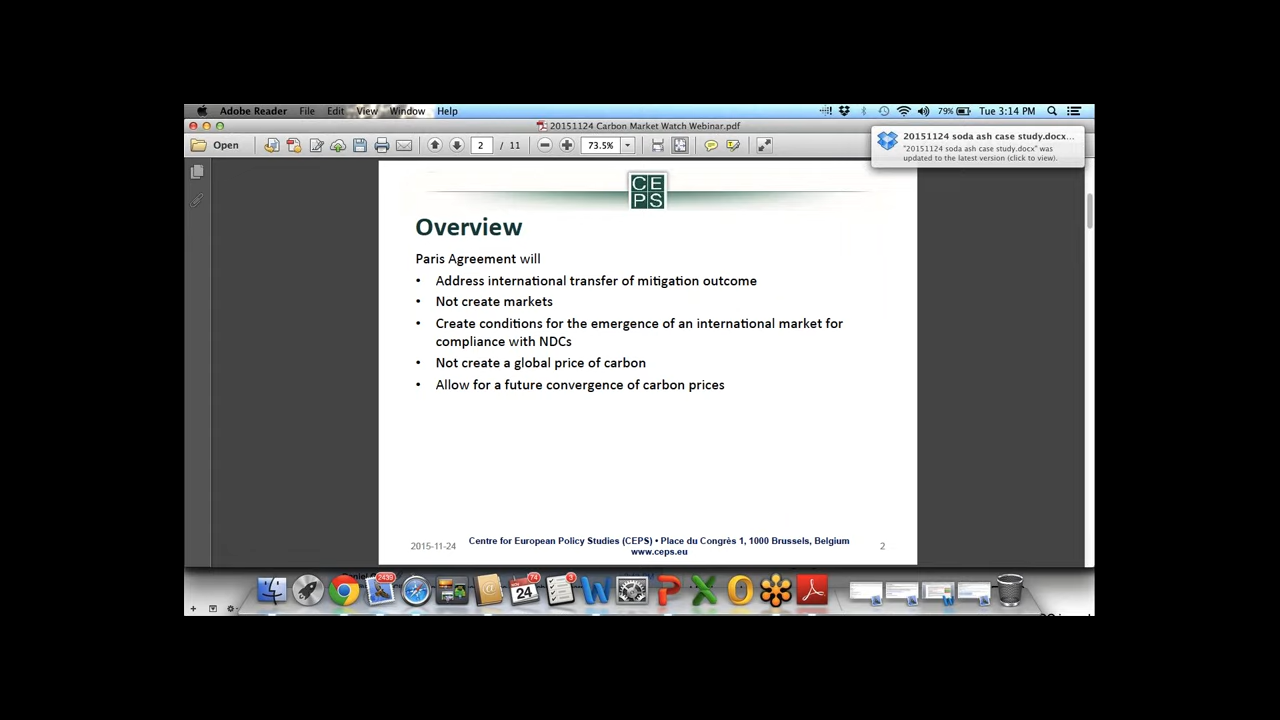 Adobe Reader File Edit View Window Help 79% Tue 3:14 PM
20151124 Carbon Market Watch Webinar.pdf
Open 2 / 11 73.5%
20151124 soda ash case study.docx...
"20151124 soda ash case study.docx" was
updated to the latest version (click to view).
CE
PS
Overview
Paris Agreement will
• Address international transfer of mitigation outcome
• Not create markets
• Create conditions for the emergence of an international market for
compliance with NDCs
• Not create a global price of carbon
• Allow for a future convergence of carbon prices
2015-11-24
Centre for European Policy Studies (CEPS) • Place du Congrès 1, 1000 Brussels, Belgium
www.ceps.eu
2
2439
74
3
24